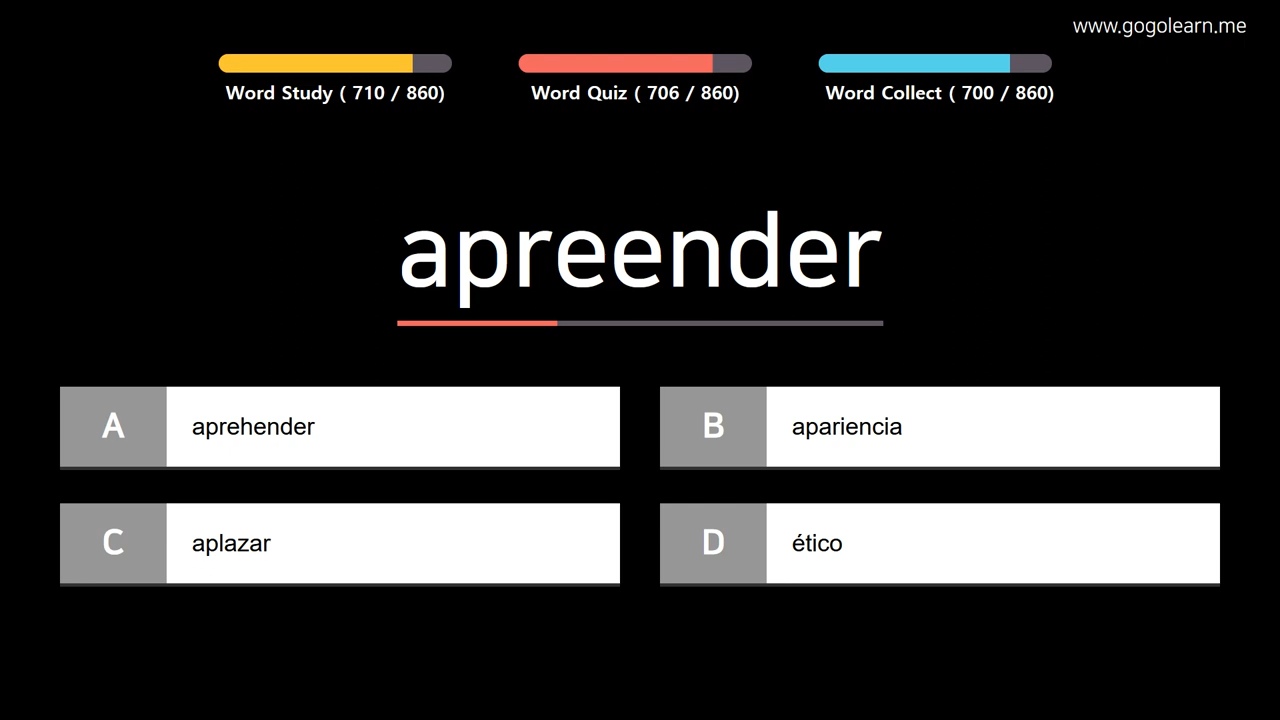 www.gogolearn.me
Word Study ( 710 / 860)
Word Quiz ( 706 / 860)
Word Collect ( 700 / 860)
apreender
A aprehender
B apariencia
C aplazar
D ético